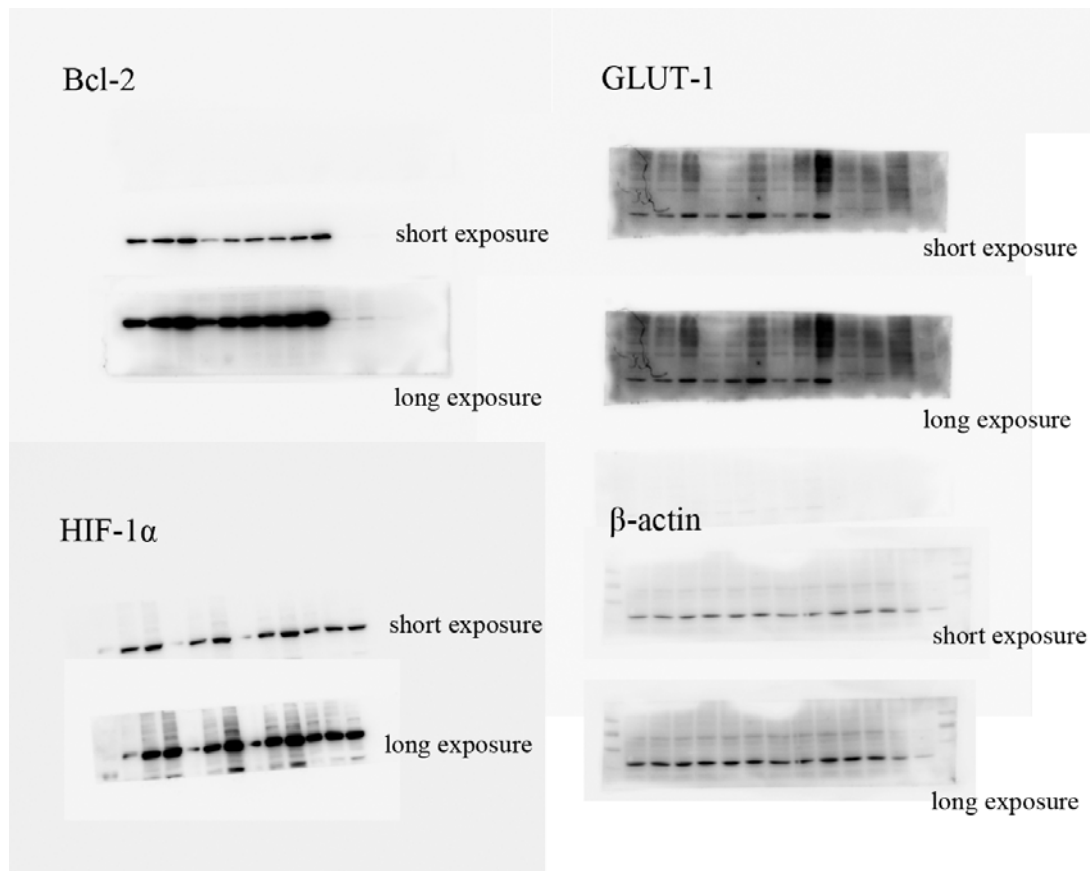 Bcl-2
short exposure
long exposure
GLUT-1
short exposure
long exposure
HIF-1α
short exposure
long exposure
β-actin
short exposure
long exposure